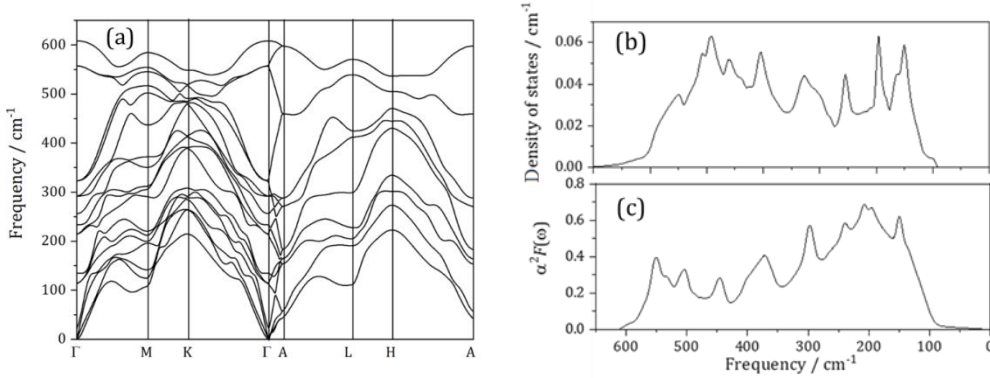 (a)
Frequency / cm⁻¹
600
500
400
300
200
100
0
Γ M K Γ A L H A
(b)
Density of states / cm⁻¹
0.06
0.04
0.02
0.00
(c)
α²F(ω)
0.8
0.6
0.4
0.2
0.0
600 500 400 300 200 100 0
Frequency / cm⁻¹